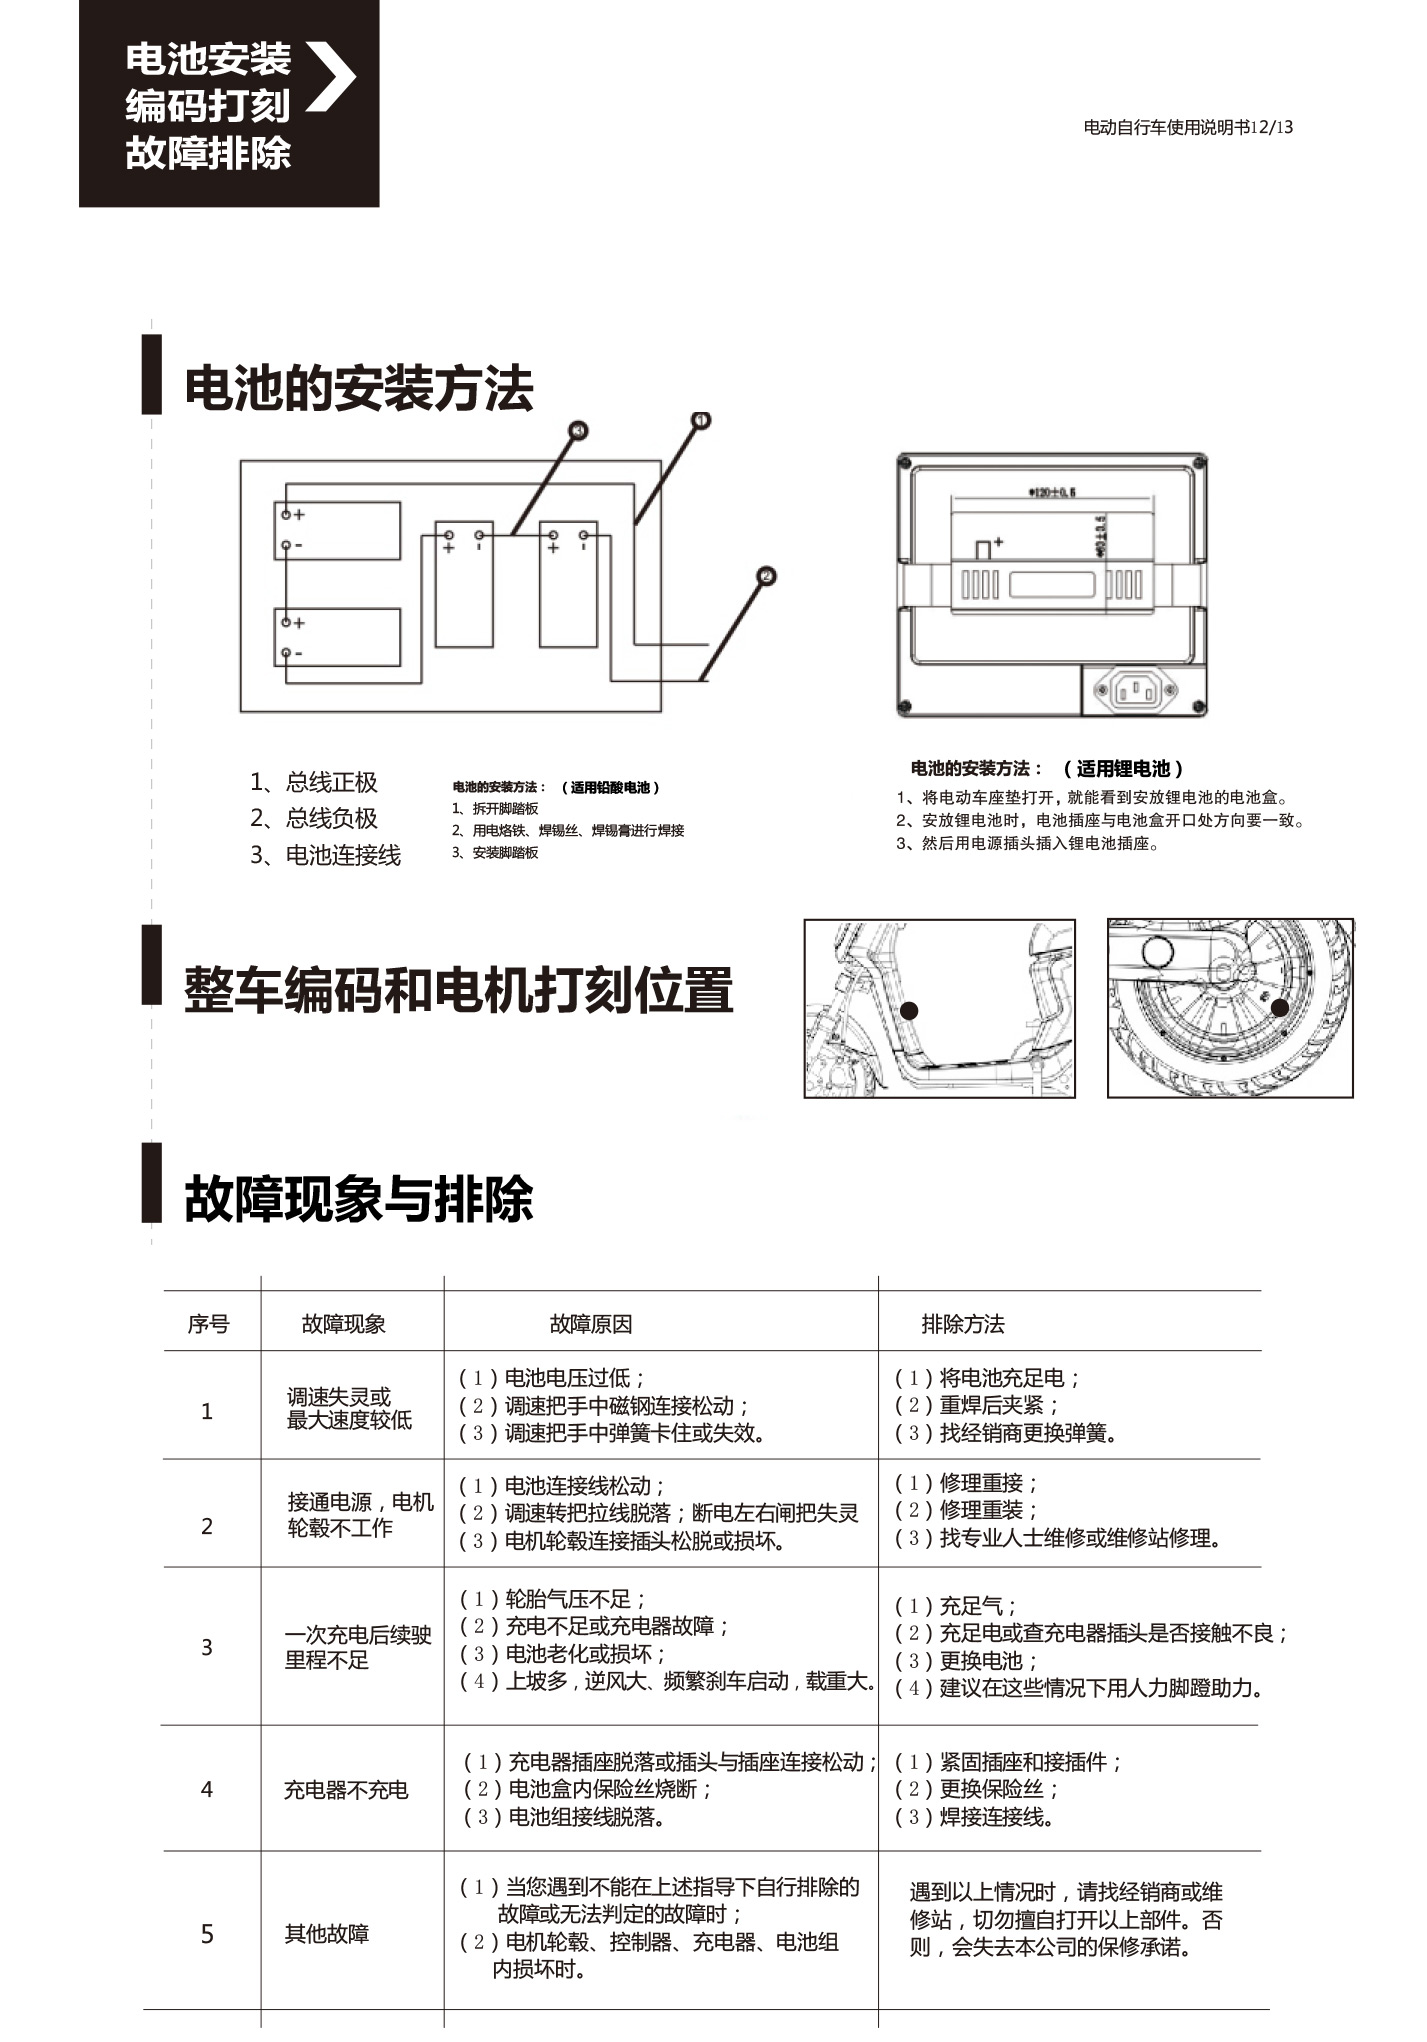 电池安装
编码打刻
故障排除
电动自行车使用说明书12/13
电池的安装方法
3
1
+
-
+
-
+
-
+
-
2
*120±0.5
*60±0.5
+
1、总线正极
2、总线负极
3、电池连接线
电池的安装方法：（适用铅酸电池）
1、拆开脚踏板
2、用电烙铁、焊锡丝、焊锡膏进行焊接
3、安装脚踏板
电池的安装方法：（适用锂电池）
1、将电动车座垫打开，就能看到安放锂电池的电池盒。
2、安放锂电池时，电池插座与电池盒开口处方向要一致。
3、然后用电源插头插入锂电池插座。
整车编码和电机打刻位置
故障现象与排除
序号 故障现象 故障原因 排除方法
1
调速失灵或
最大速度较低
（1）电池电压过低；
（2）调速把手中磁钢连接松动；
（3）调速把手中弹簧卡住或失效。
（1）将电池充足电；
（2）重焊后夹紧；
（3）找经销商更换弹簧。
2
接通电源，电机
轮毂不工作
（1）电池连接线松动；
（2）调速转把拉线脱落；断电左右闸把失灵
（3）电机轮毂连接插头松脱或损坏。
（1）修理重接；
（2）修理重装；
（3）找专业人士维修或维修站修理。
3
一次充电后续驶
里程不足
（1）轮胎气压不足；
（2）充电不足或充电器故障；
（3）电池老化或损坏；
（4）上坡多，逆风大、频繁刹车启动，载重大。
（1）充足气；
（2）充足电或查充电器插头是否接触不良；
（3）更换电池；
（4）建议在这些情况下用人力脚蹬助力。
4
充电器不充电
（1）充电器插座脱落或插头与插座连接松动；
（2）电池盒内保险丝烧断；
（3）电池组接线脱落。
（1）紧固插座和接插件；
（2）更换保险丝；
（3）焊接连接线。
5
其他故障
（1）当您遇到不能在上述指导下自行排除的
故障或无法判定的故障时；
（2）电机轮毂、控制器、充电器、电池组
内损坏时。
遇到以上情况时，请找经销商或维
修站，切勿擅自打开以上部件。否
则，会失去本公司的保修承诺。